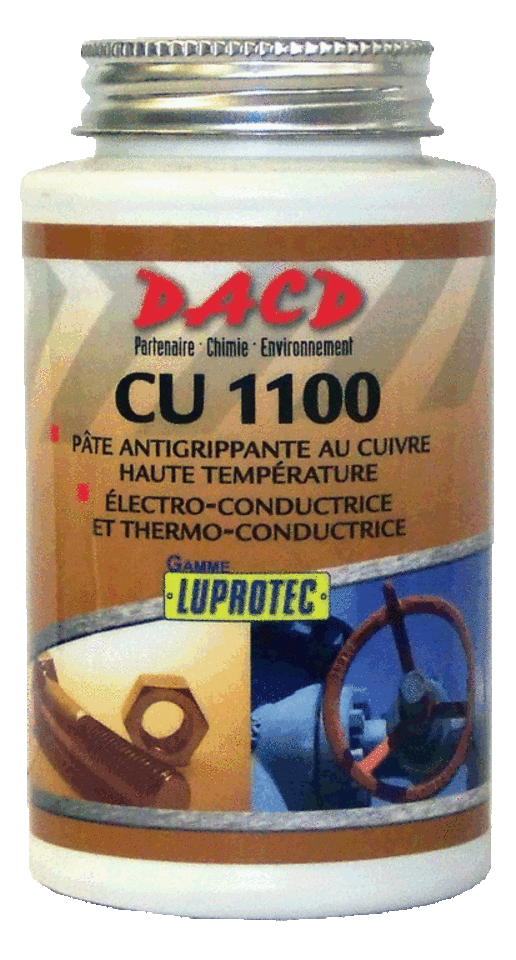 DACD
Partenaire · Chimie · Environnement
CU 1100
PÂTE ANTIGRIPPANTE AU CUIVRE
HAUTE TEMPÉRATURE
ÉLECTRO-CONDUCTRICE
ET THERMO-CONDUCTRICE
GAMME
LUPROTEC